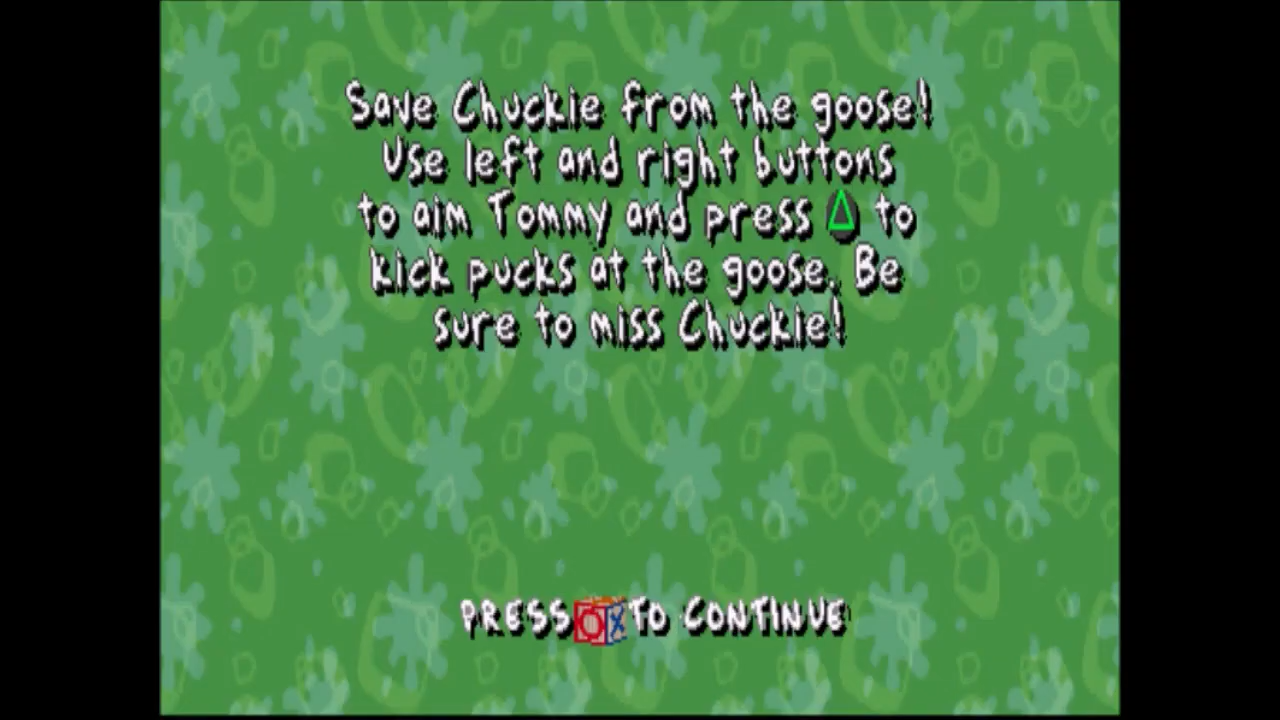 Save Chuckie from the goose!
Use left and right buttons
to aim Tommy and press △ to
kick pucks at the goose. Be
sure to miss Chuckie!
PRESS O X TO CONTINUE